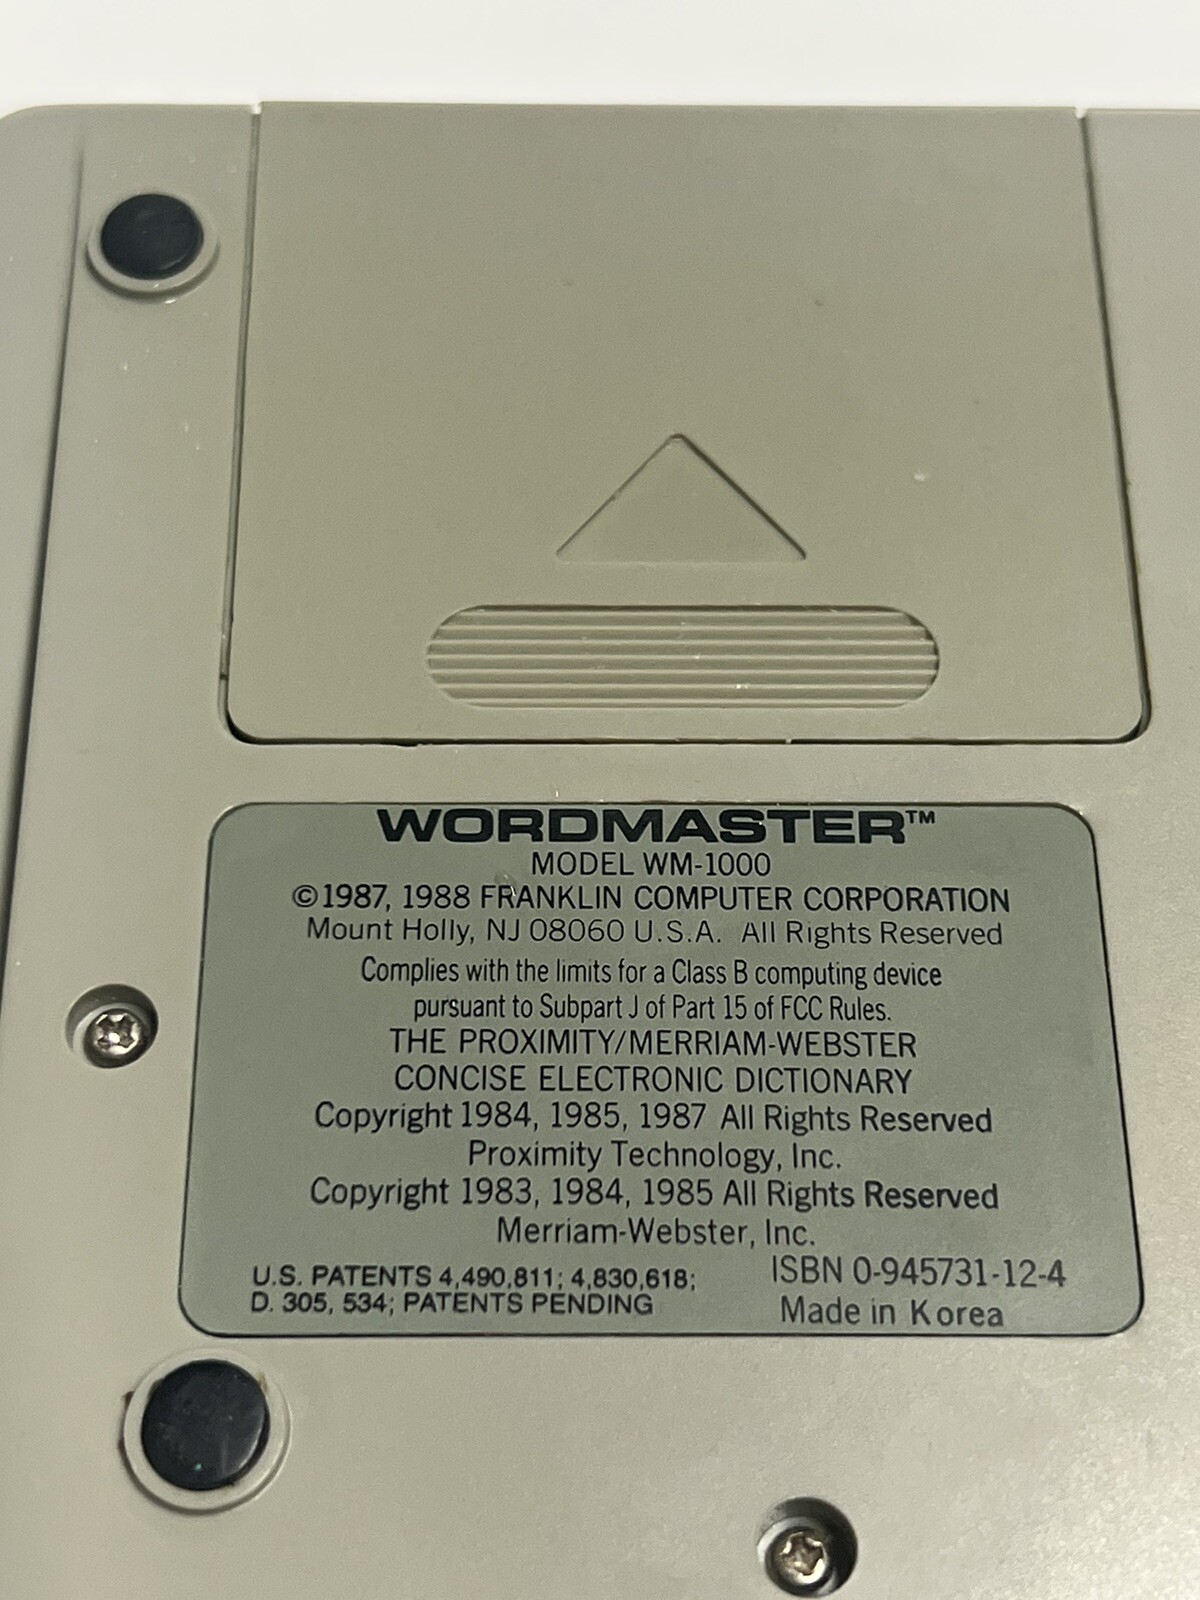 WORDMASTER™
MODEL WM-1000
©1987, 1988 FRANKLIN COMPUTER CORPORATION
Mount Holly, NJ 08060 U.S.A. All Rights Reserved
Complies with the limits for a Class B computing device
pursuant to Subpart J of Part 15 of FCC Rules.
THE PROXIMITY/MERRIAM-WEBSTER
CONCISE ELECTRONIC DICTIONARY
Copyright 1984, 1985, 1987 All Rights Reserved
Proximity Technology, Inc.
Copyright 1983, 1984, 1985 All Rights Reserved
Merriam-Webster, Inc.
U.S. PATENTS 4,490,811; 4,830,618;
D. 305, 534; PATENTS PENDING
ISBN 0-945731-12-4
Made in Korea